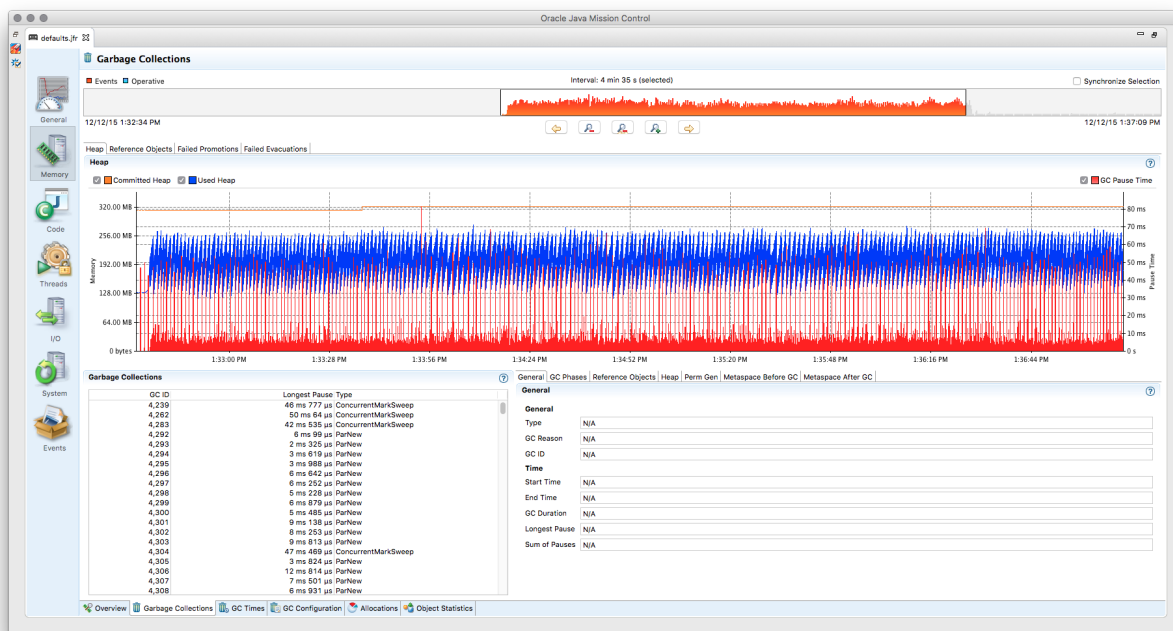 Oracle Java Mission Control
defaults.jfr
Garbage Collections
Events Operative Interval: 4 min 35 s (selected) Synchronize Selection
12/12/15 1:32:34 PM 12/12/15 1:37:09 PM
General
Memory
Code
Threads
I/O
System
Events
Heap Reference Objects Failed Promotions Failed Evacuations
Heap
Committed Heap Used Heap GC Pause Time
320.00 MB
256.00 MB
192.00 MB
128.00 MB
64.00 MB
0 bytes
Memory
80 ms
70 ms
60 ms
50 ms
40 ms
30 ms
20 ms
10 ms
0 s
Pause Time
1:33:00 PM 1:33:28 PM 1:33:56 PM 1:34:24 PM 1:34:52 PM 1:35:20 PM 1:35:48 PM 1:36:16 PM 1:36:44 PM
Garbage Collections
GC ID Longest Pause Type
4,239 46 ms 777 µs ConcurrentMarkSweep
4,262 50 ms 64 µs ConcurrentMarkSweep
4,283 42 ms 535 µs ConcurrentMarkSweep
4,292 6 ms 99 µs ParNew
4,293 2 ms 325 µs ParNew
4,294 3 ms 619 µs ParNew
4,295 3 ms 988 µs ParNew
4,296 6 ms 642 µs ParNew
4,297 6 ms 252 µs ParNew
4,298 5 ms 228 µs ParNew
4,299 6 ms 879 µs ParNew
4,300 5 ms 485 µs ParNew
4,301 9 ms 138 µs ParNew
4,302 8 ms 253 µs ParNew
4,303 9 ms 813 µs ParNew
4,304 47 ms 469 µs ConcurrentMarkSweep
4,305 3 ms 824 µs ParNew
4,306 12 ms 814 µs ParNew
4,307 7 ms 501 µs ParNew
4,308 6 ms 931 µs ParNew
General GC Phases Reference Objects Heap Perm Gen Metaspace Before GC Metaspace After GC
General
General
Type N/A
GC Reason N/A
GC ID N/A
Time
Start Time N/A
End Time N/A
GC Duration N/A
Longest Pause N/A
Sum of Pauses N/A
Overview Garbage Collections GC Times GC Configuration Allocations Object Statistics